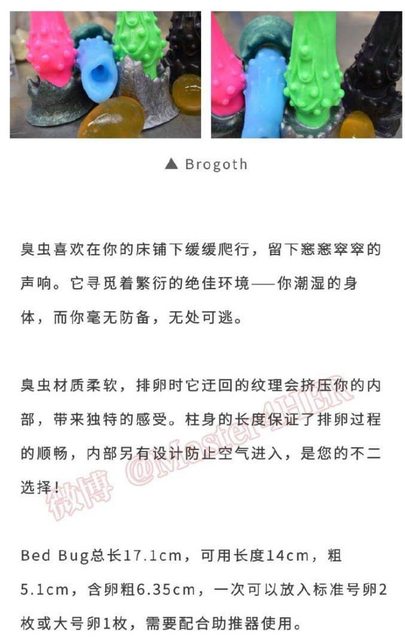 ▲ Brogoth
臭虫喜欢在你的床铺下缓缓爬行，留下窸窸窣窣的
声响。它寻觅着繁衍的绝佳环境——你潮湿的身
体，而你毫无防备，无处可逃。
臭虫材质柔软，排卵时它迂回的纹理会挤压你的内
部，带来独特的感受。柱身的长度保证了排卵过程
的顺畅，内部另有设计防止空气进入，是您的不二
选择！
微博 @Master4HER
Bed Bug总长17.1cm，可用长度14cm，粗
5.1cm，含卵粗6.35cm，一次可以放入标准号卵2
枚或大号卵1枚，需要配合助推器使用。